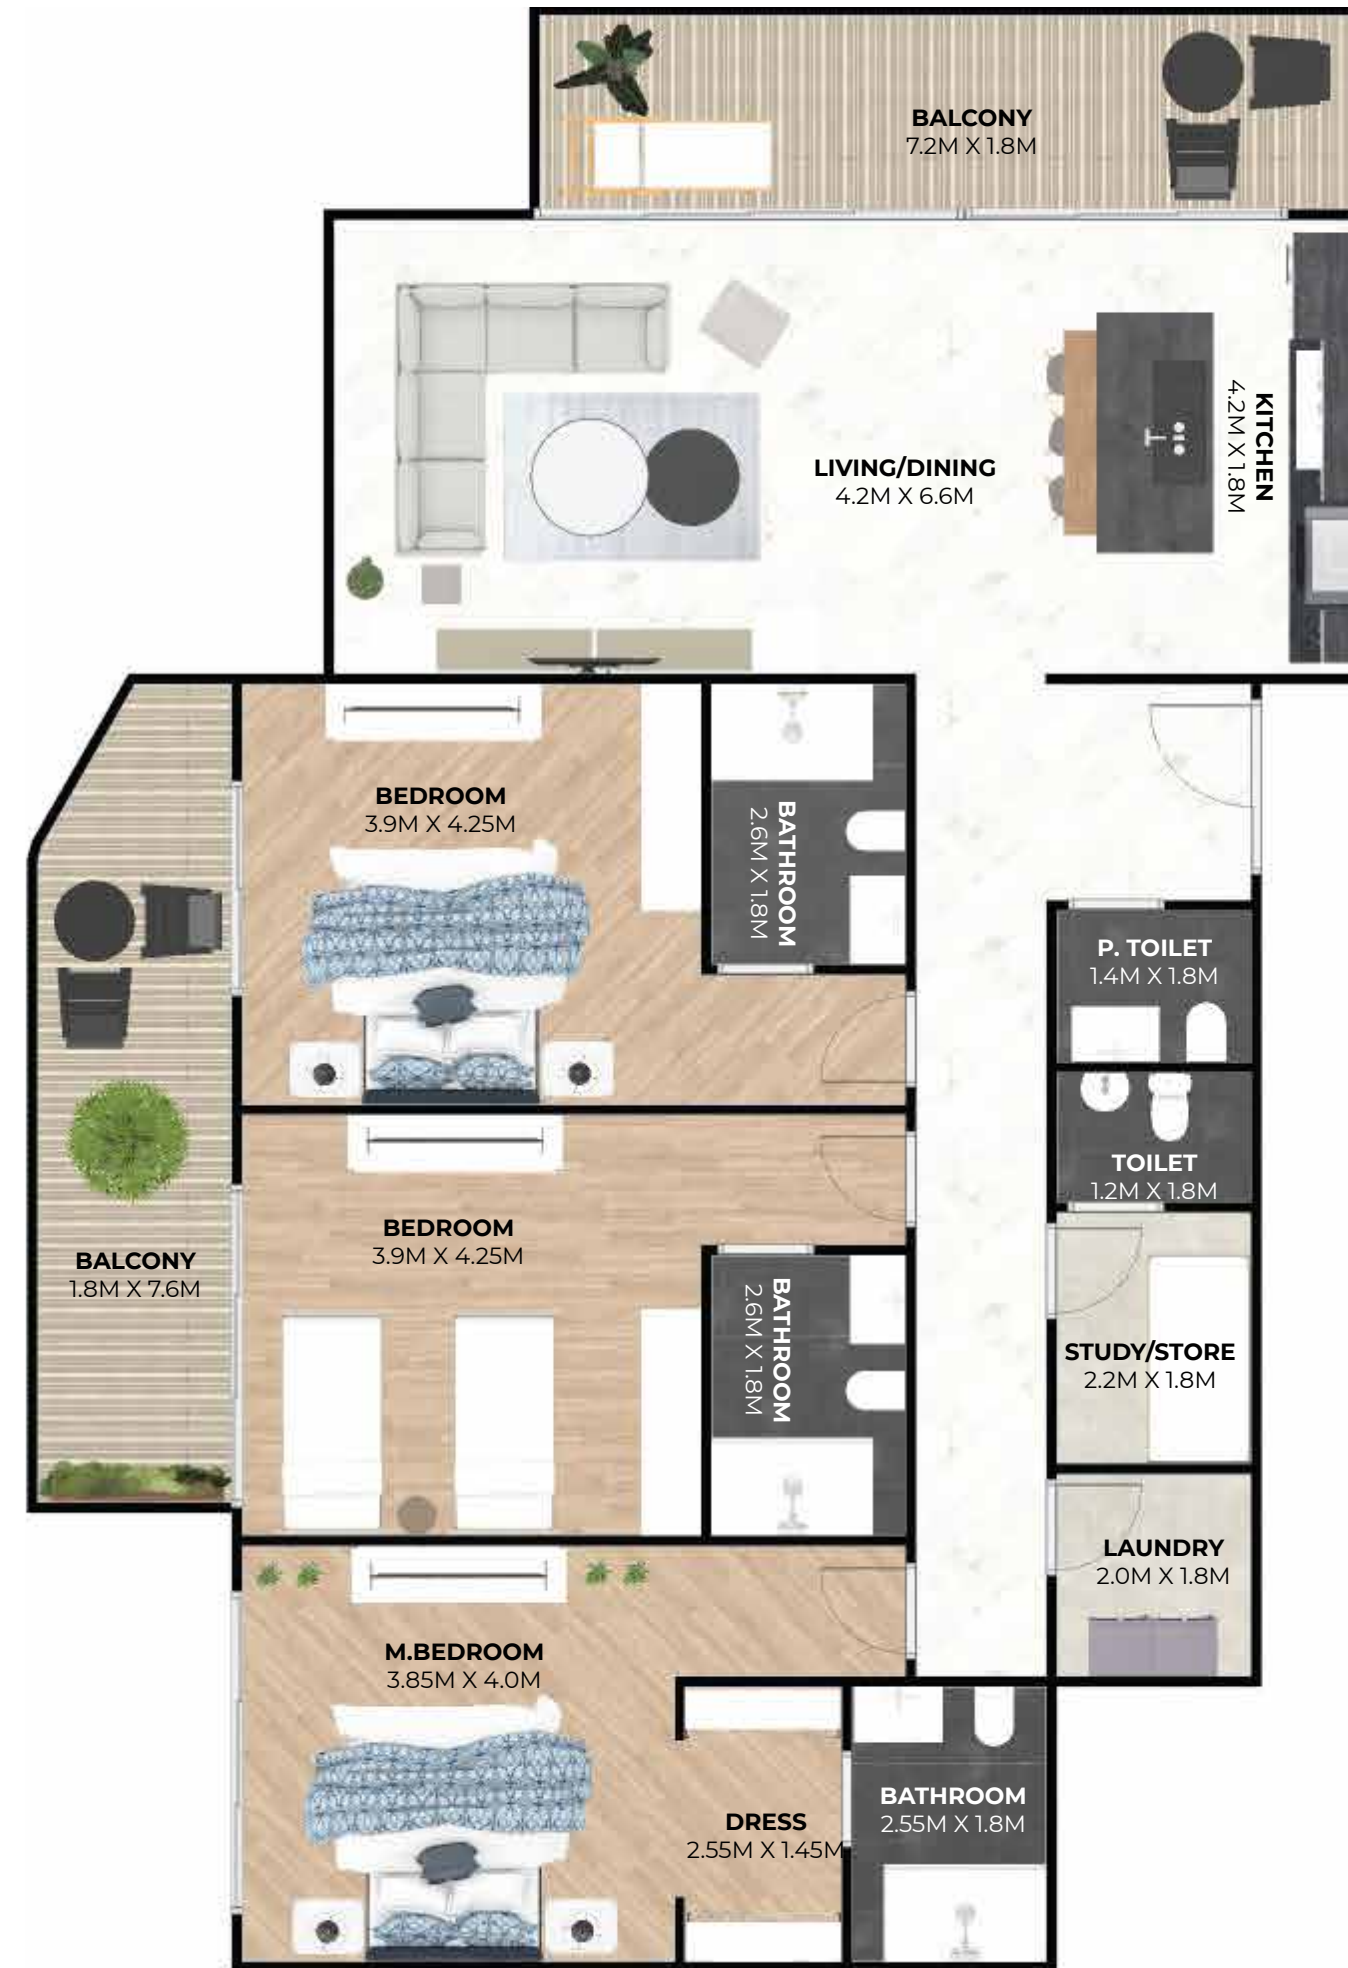 BALCONY
7.2M X 1.8M
LIVING/DINING
4.2M X 6.6M
KITCHEN
4.2M X 1.8M
BEDROOM
3.9M X 4.25M
BATHROOM
2.6M X 1.8M
P. TOILET
1.4M X 1.8M
TOILET
1.2M X 1.8M
BALCONY
1.8M X 7.6M
BEDROOM
3.9M X 4.25M
BATHROOM
2.6M X 1.8M
STUDY/STORE
2.2M X 1.8M
LAUNDRY
2.0M X 1.8M
M.BEDROOM
3.85M X 4.0M
DRESS
2.55M X 1.45M
BATHROOM
2.55M X 1.8M